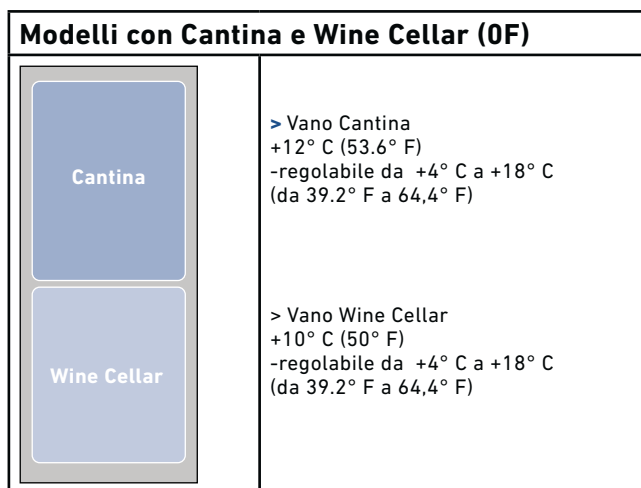 Modelli con Cantina e Wine Cellar (0F)
Cantina
> Vano Cantina
+12° C (53.6° F)
-regolabile da  +4° C a +18° C
(da 39.2° F a 64,4° F)
Wine Cellar
> Vano Wine Cellar
+10° C (50° F)
-regolabile da  +4° C a +18° C
(da 39.2° F a 64,4° F)